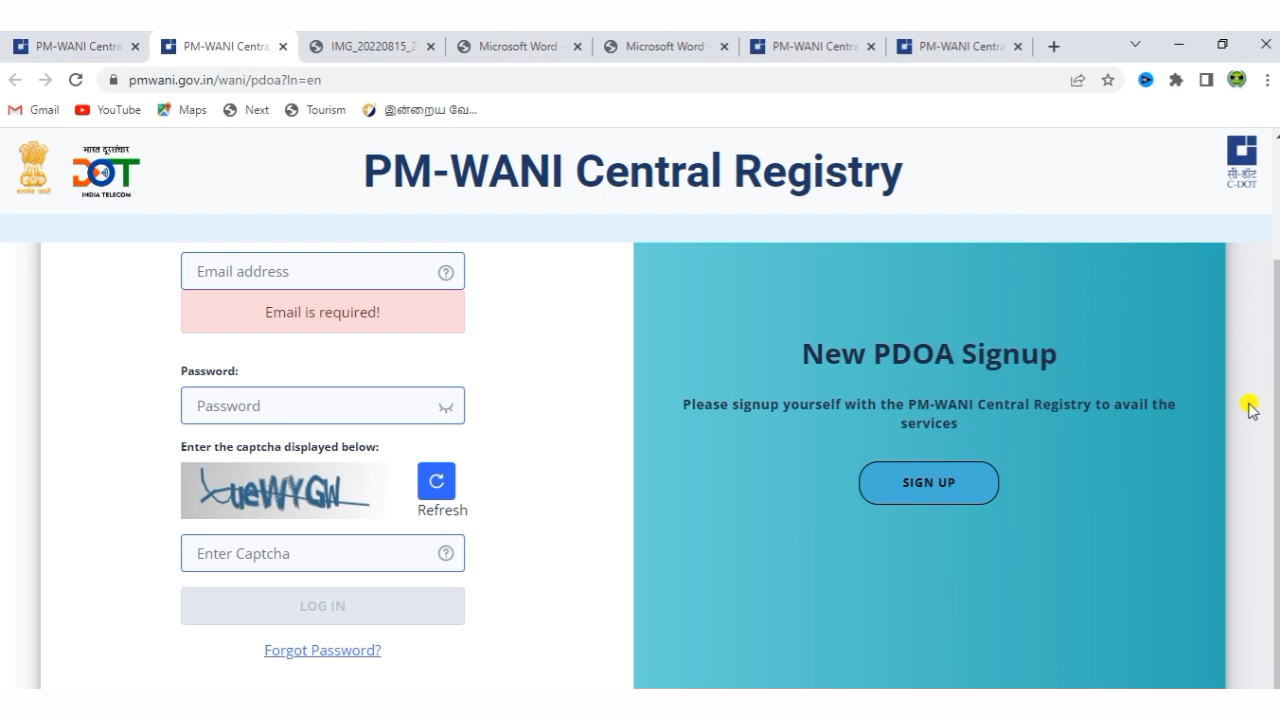 PM-WANI Centra
PM-WANI Centra
IMG_20220815_2
Microsoft Word -
Microsoft Word -
PM-WANI Centra
PM-WANI Centra
pmwani.gov.in/wani/pdoa?ln=en
Gmail
YouTube
Maps
Next
Tourism
இன்றைய வே...
सत्यमेव जयते
भारत दूरसंचार
DOT
INDIA TELECOM
PM-WANI Central Registry
सी-डॉट
C-DOT
Email address
Email is required!
Password:
Password
Enter the captcha displayed below:
Refresh
Enter Captcha
LOG IN
Forgot Password?
New PDOA Signup
Please signup yourself with the PM-WANI Central Registry to avail the
services
SIGN UP